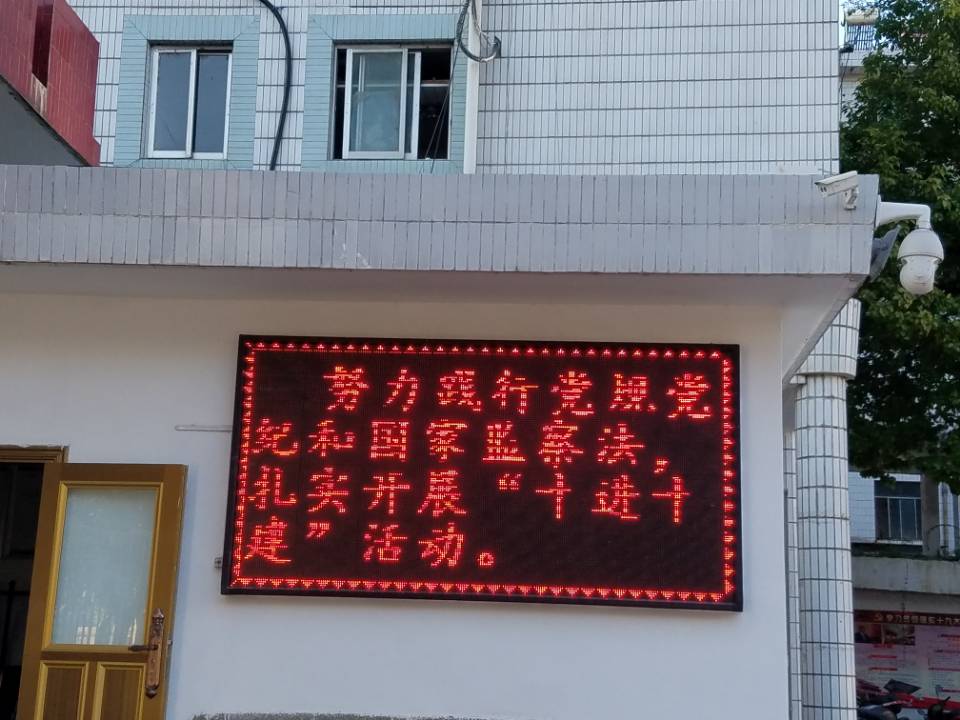 努力践行党规党
纪和国家监察法，
扎实开展“十进十
建”活动。